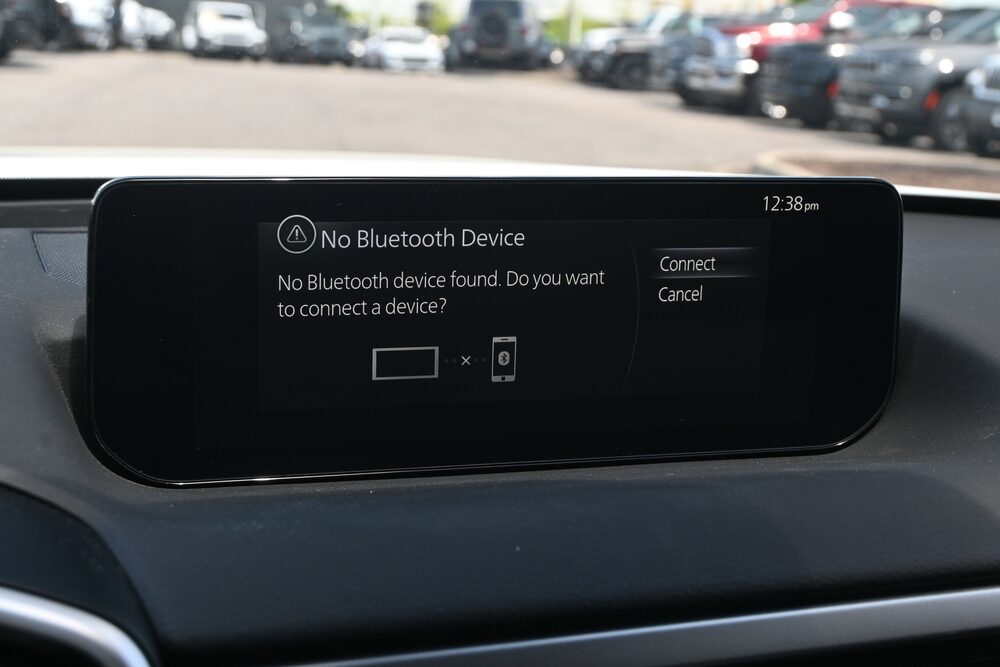 12:38pm
No Bluetooth Device
No Bluetooth device found. Do you want
to connect a device?
Connect
Cancel